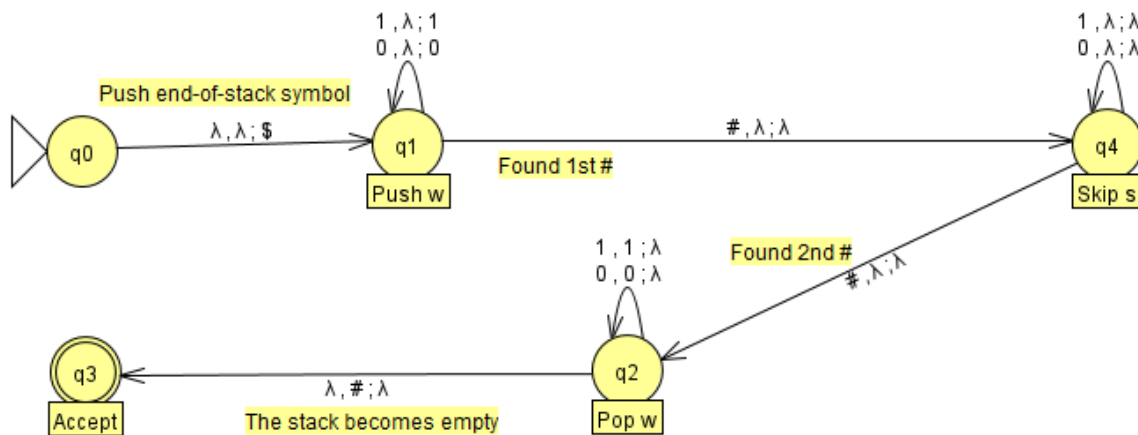 1 , λ ; 1
0 , λ ; 0
1 , λ ; λ
0 , λ ; λ
Push end-of-stack symbol
λ , λ ; $
q0
q1
Push w
# , λ ; λ
Found 1st #
q4
Skip s
1 , 1 ; λ
0 , 0 ; λ
Found 2nd #
# , λ ; λ
q3
Accept
λ , # ; λ
The stack becomes empty
q2
Pop w